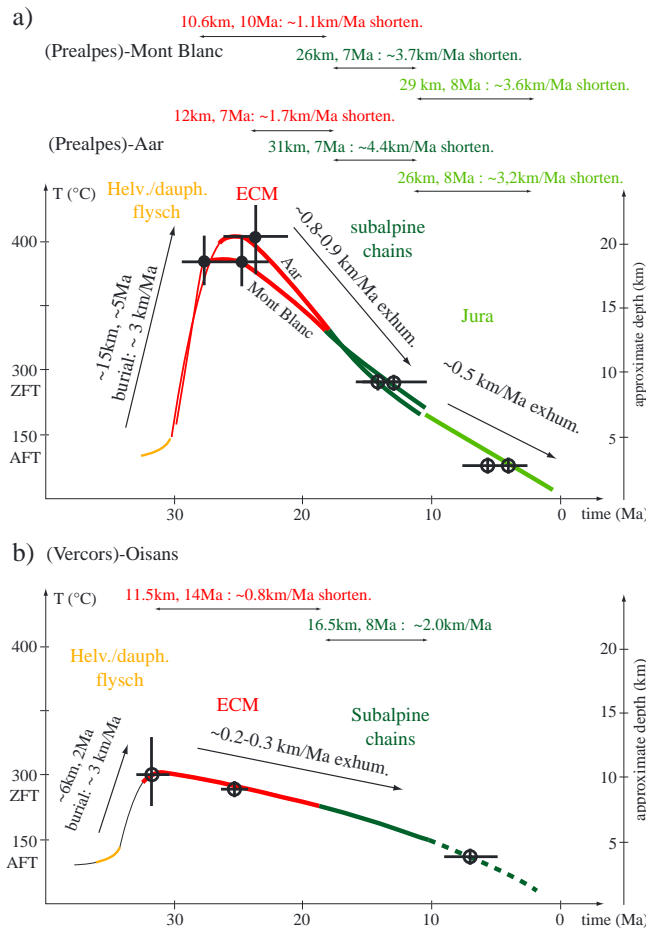 a)
10.6km, 10Ma: ~1.1km/Ma shorten.
(Prealpes)-Mont Blanc
26km, 7Ma: ~3.7km/Ma shorten.
29 km, 8Ma : ~3.6km/Ma shorten.
12km, 7Ma: ~1.7km/Ma shorten.
(Prealpes)-Aar
31km, 7Ma: ~4.4km/Ma shorten.
26km, 8Ma : ~3,2km/Ma shorten.
T (°C)
Helv./dauph.
flysch
ECM
subalpine
chains
Jura
400
300
ZFT
150
AFT
~15km, ~5Ma
burial: ~ 3 km/Ma
Aar
Mont Blanc
~0.8-0.9 km/Ma exhum.
~0.5 km/Ma exhum.
20
15
10
5
approximate depth (km)
30
20
10
0
time (Ma)
b)
(Vercors)-Oisans
11.5km, 14Ma : ~0.8km/Ma shorten.
16.5km, 8Ma : ~2.0km/Ma
T (°C)
Helv./dauph.
flysch
ECM
Subalpine
chains
400
300
ZFT
150
AFT
~6km, 2Ma
burial: ~ 3 km/Ma
~0.2-0.3 km/Ma exhum.
20
15
10
5
approximate depth (km)
30
20
10
0
time (Ma)